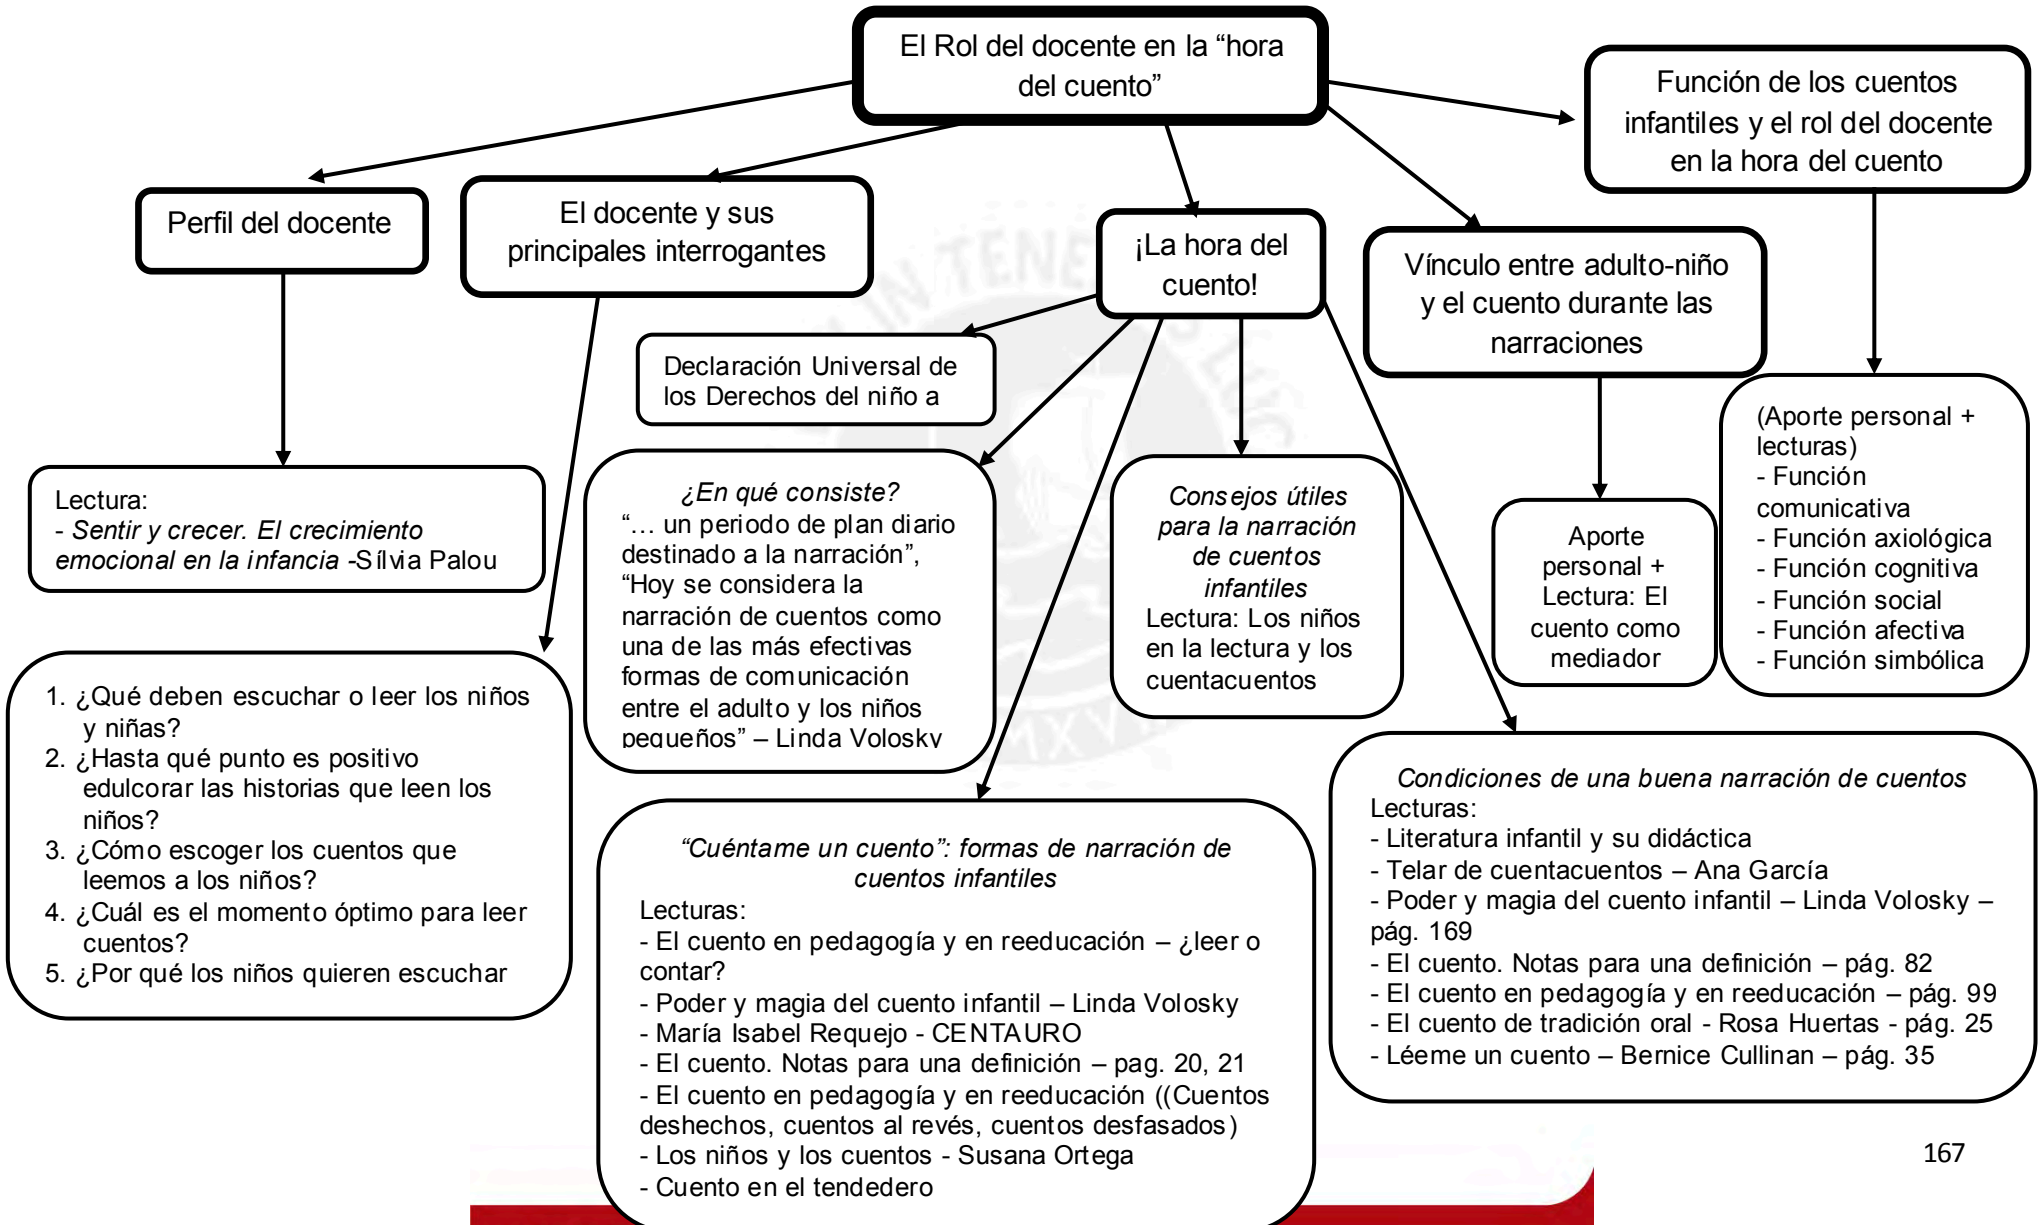 El Rol del docente en la “hora
del cuento”
Función de los cuentos
infantiles y el rol del docente
en la hora del cuento
Perfil del docente
El docente y sus
principales interrogantes
¡La hora del
cuento!
Vínculo entre adulto-niño
y el cuento durante las
narraciones
Declaración Universal de
los Derechos del niño a
(Aporte personal +
lecturas)
- Función
comunicativa
- Función axiológica
- Función cognitiva
- Función social
- Función afectiva
- Función simbólica
Lectura:
- Sentir y crecer. El crecimiento
emocional en la infancia -Sílvia Palou
¿En qué consiste?
“… un periodo de plan diario
destinado a la narración”,
“Hoy se considera la
narración de cuentos como
una de las más efectivas
formas de comunicación
entre el adulto y los niños
pequeños” – Linda Volosky
Consejos útiles
para la narración
de cuentos
infantiles
Lectura: Los niños
en la lectura y los
cuentacuentos
Aporte
personal +
Lectura: El
cuento como
mediador
1. ¿Qué deben escuchar o leer los niños
y niñas?
2. ¿Hasta qué punto es positivo
edulcorar las historias que leen los
niños?
3. ¿Cómo escoger los cuentos que
leemos a los niños?
4. ¿Cuál es el momento óptimo para leer
cuentos?
5. ¿Por qué los niños quieren escuchar
“Cuéntame un cuento”: formas de narración de
cuentos infantiles
Lecturas:
- El cuento en pedagogía y en reeducación – ¿leer o
contar?
- Poder y magia del cuento infantil – Linda Volosky
- María Isabel Requejo - CENTAURO
- El cuento. Notas para una definición – pag. 20, 21
- El cuento en pedagogía y en reeducación ((Cuentos
deshechos, cuentos al revés, cuentos desfasados)
- Los niños y los cuentos - Susana Ortega
- Cuento en el tendedero
Condiciones de una buena narración de cuentos
Lecturas:
- Literatura infantil y su didáctica
- Telar de cuentacuentos – Ana García
- Poder y magia del cuento infantil – Linda Volosky –
pág. 169
- El cuento. Notas para una definición – pág. 82
- El cuento en pedagogía y en reeducación – pág. 99
- El cuento de tradición oral - Rosa Huertas - pág. 25
- Léeme un cuento – Bernice Cullinan – pág. 35
167